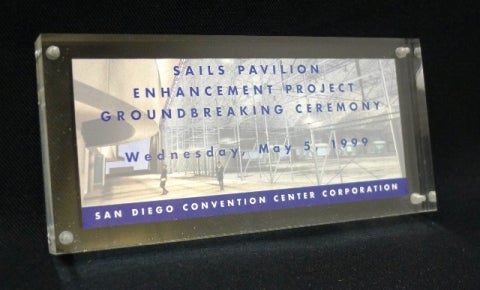 SAILS PAVILION
ENHANCEMENT PROJECT
GROUNDBREAKING CEREMONY
Wednesday, May 5, 1999
SAN DIEGO CONVENTION CENTER CORPORATION